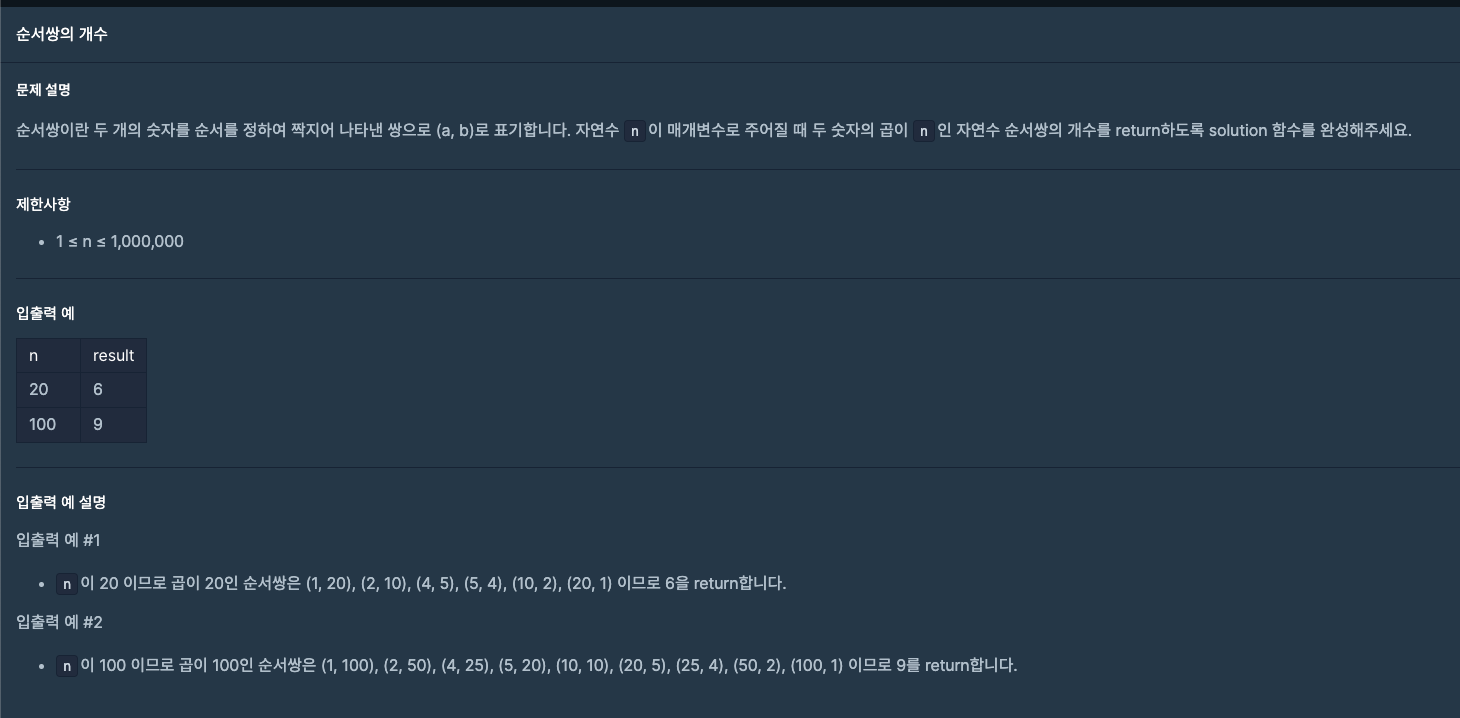 순서쌍의 개수
문제 설명
순서쌍이란 두 개의 숫자를 순서를 정하여 짝지어 나타낸 쌍으로 (a, b)로 표기합니다. 자연수 n 이 매개변수로 주어질 때 두 숫자의 곱이 n 인 자연수 순서쌍의 개수를 return하도록 solution 함수를 완성해주세요.
제한사항
• 1 ≤ n ≤ 1,000,000
입출력 예
n result
20 6
100 9
입출력 예 설명
입출력 예 #1
• n 이 20 이므로 곱이 20인 순서쌍은 (1, 20), (2, 10), (4, 5), (5, 4), (10, 2), (20, 1) 이므로 6을 return합니다.
입출력 예 #2
• n 이 100 이므로 곱이 100인 순서쌍은 (1, 100), (2, 50), (4, 25), (5, 20), (10, 10), (20, 5), (25, 4), (50, 2), (100, 1) 이므로 9를 return합니다.